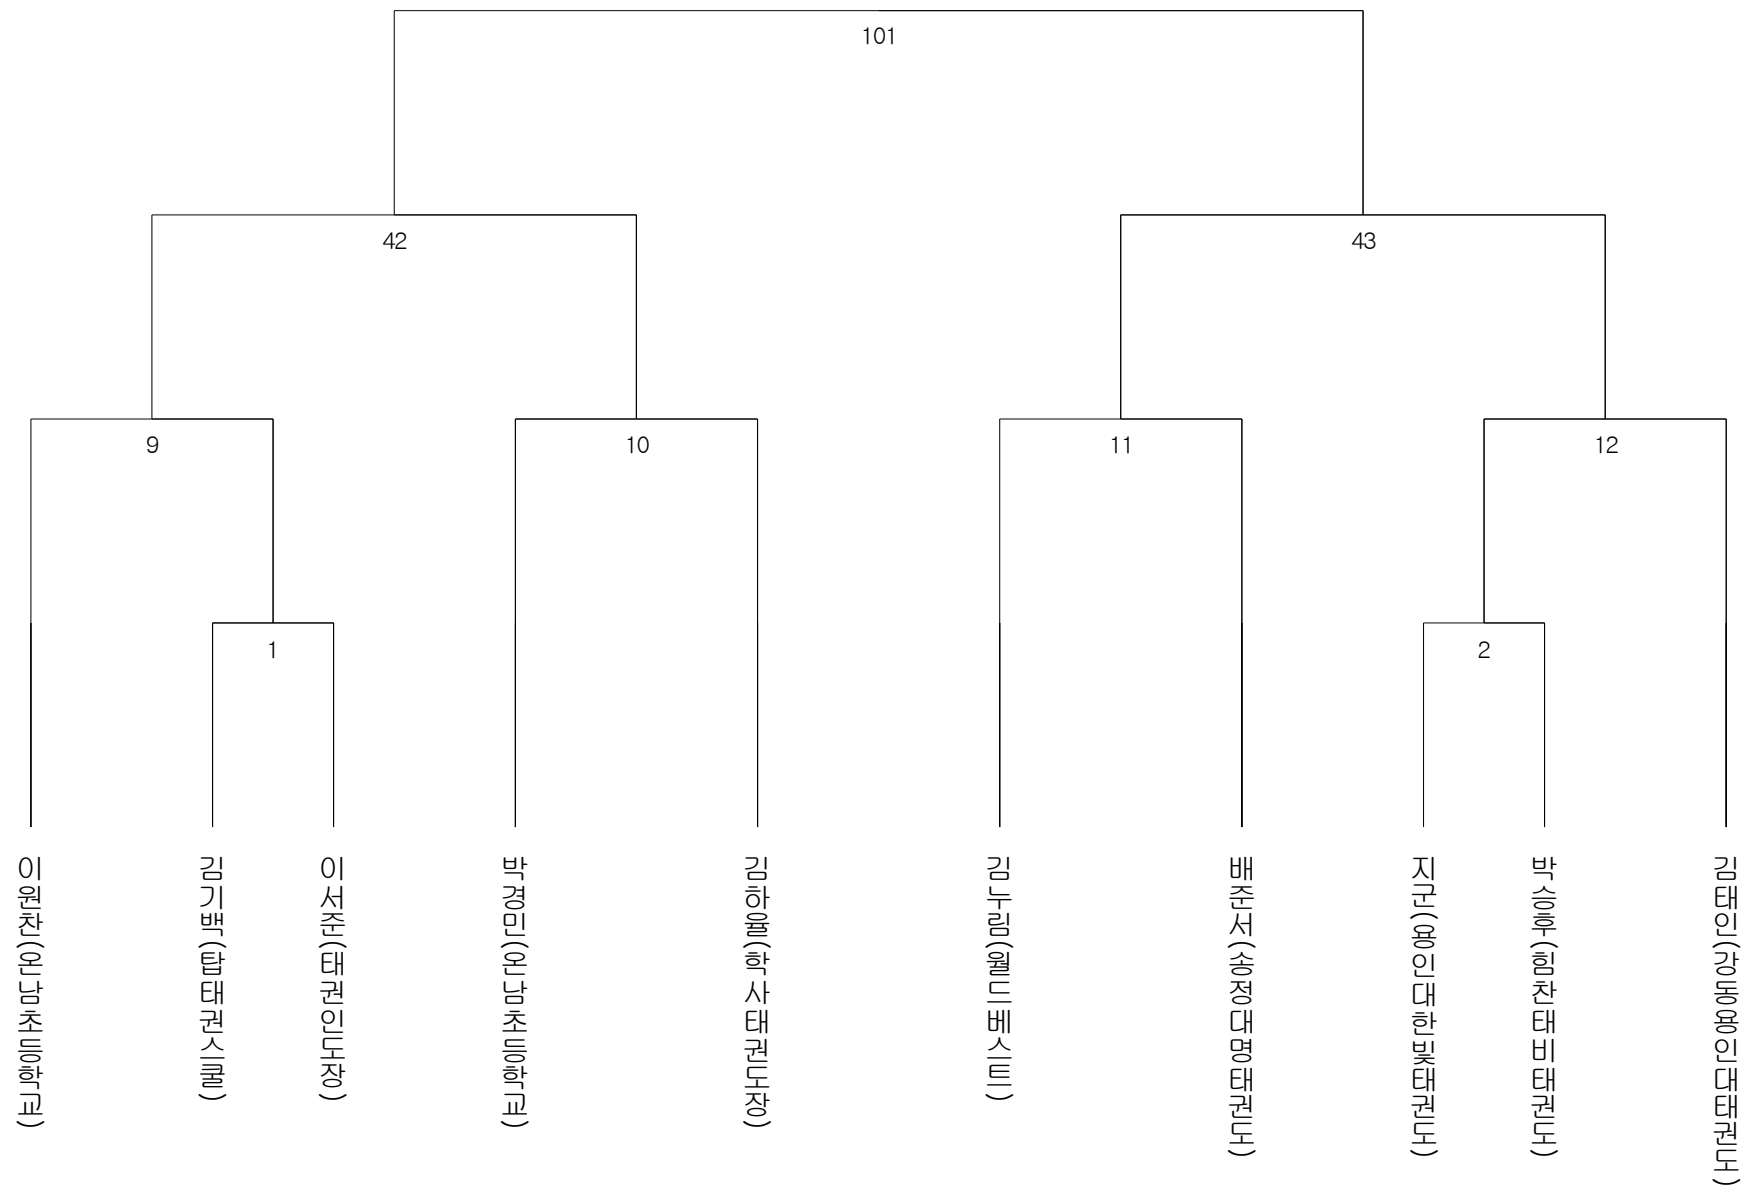 101
42
43
9
10
11
12
1
2
이원찬(온남초등학교)
김기백(탑태권스쿨)
이서준(태권인도장)
박경민(온남초등학교)
김하율(학사태권도장)
김누림(월드베스트)
배준서(송정대명태권도)
지군(용인대한빛태권도)
박승후(힘찬태비태권도)
김태인(강동용인대태권도)